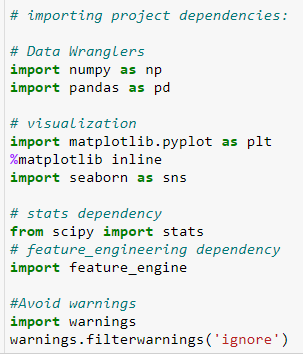 # importing project dependencies:
# Data Wranglers
import numpy as np
import pandas as pd
# visualization
import matplotlib.pyplot as plt
%matplotlib inline
import seaborn as sns
# stats dependency
from scipy import stats
# feature_engineering dependency
import feature_engine
#Avoid warnings
import warnings
warnings.filterwarnings('ignore')